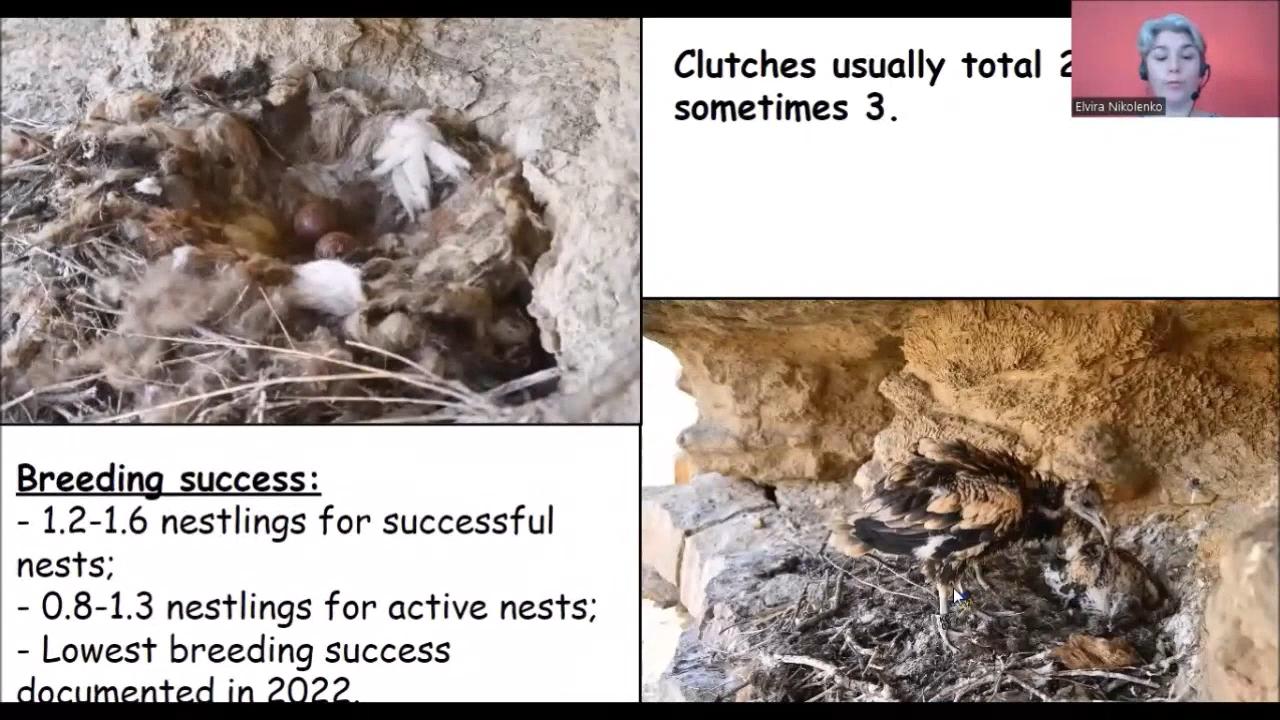 Clutches usually total
sometimes 3.
Elvira Nikolenko
Breeding success:
- 1.2-1.6 nestlings for successful
nests;
- 0.8-1.3 nestlings for active nests;
- Lowest breeding success
documented in 2022.